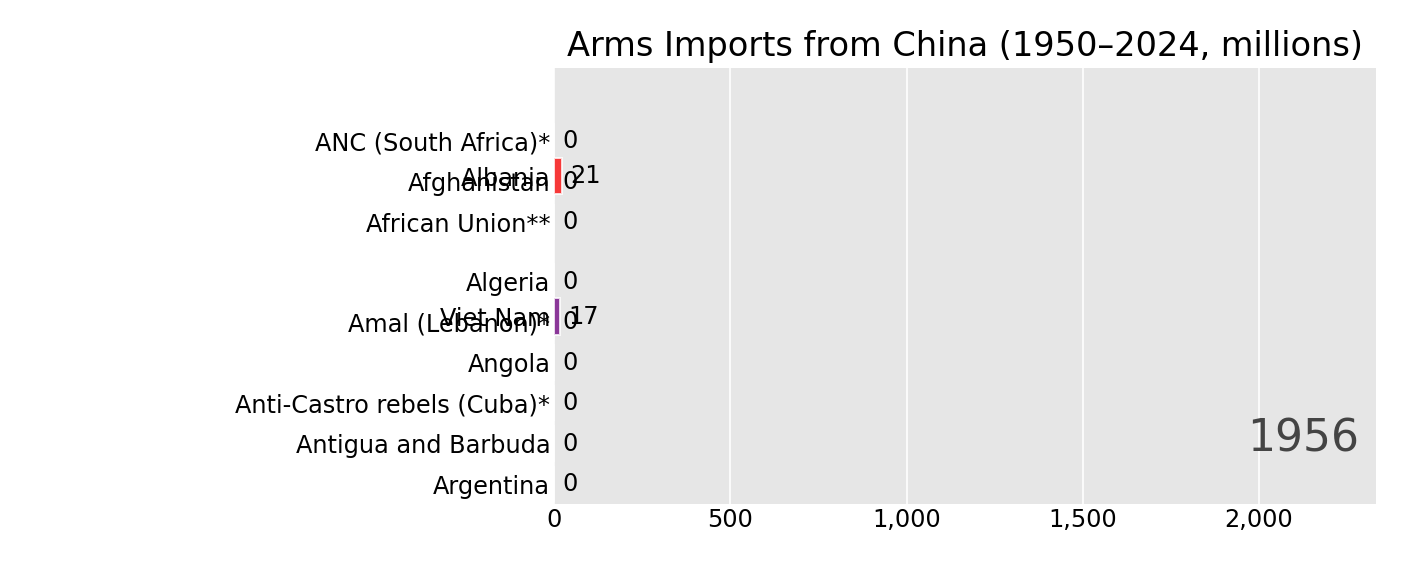 Arms Imports from China (1950–2024, millions)
ANC (South Africa)* 0
Albania 21
Afghanistan 0
African Union** 0
Algeria 0
Viet Nam 17
Amal (Lebanon)* 0
Angola 0
Anti-Castro rebels (Cuba)* 0
Antigua and Barbuda 0
Argentina 0
1956
0 500 1,000 1,500 2,000